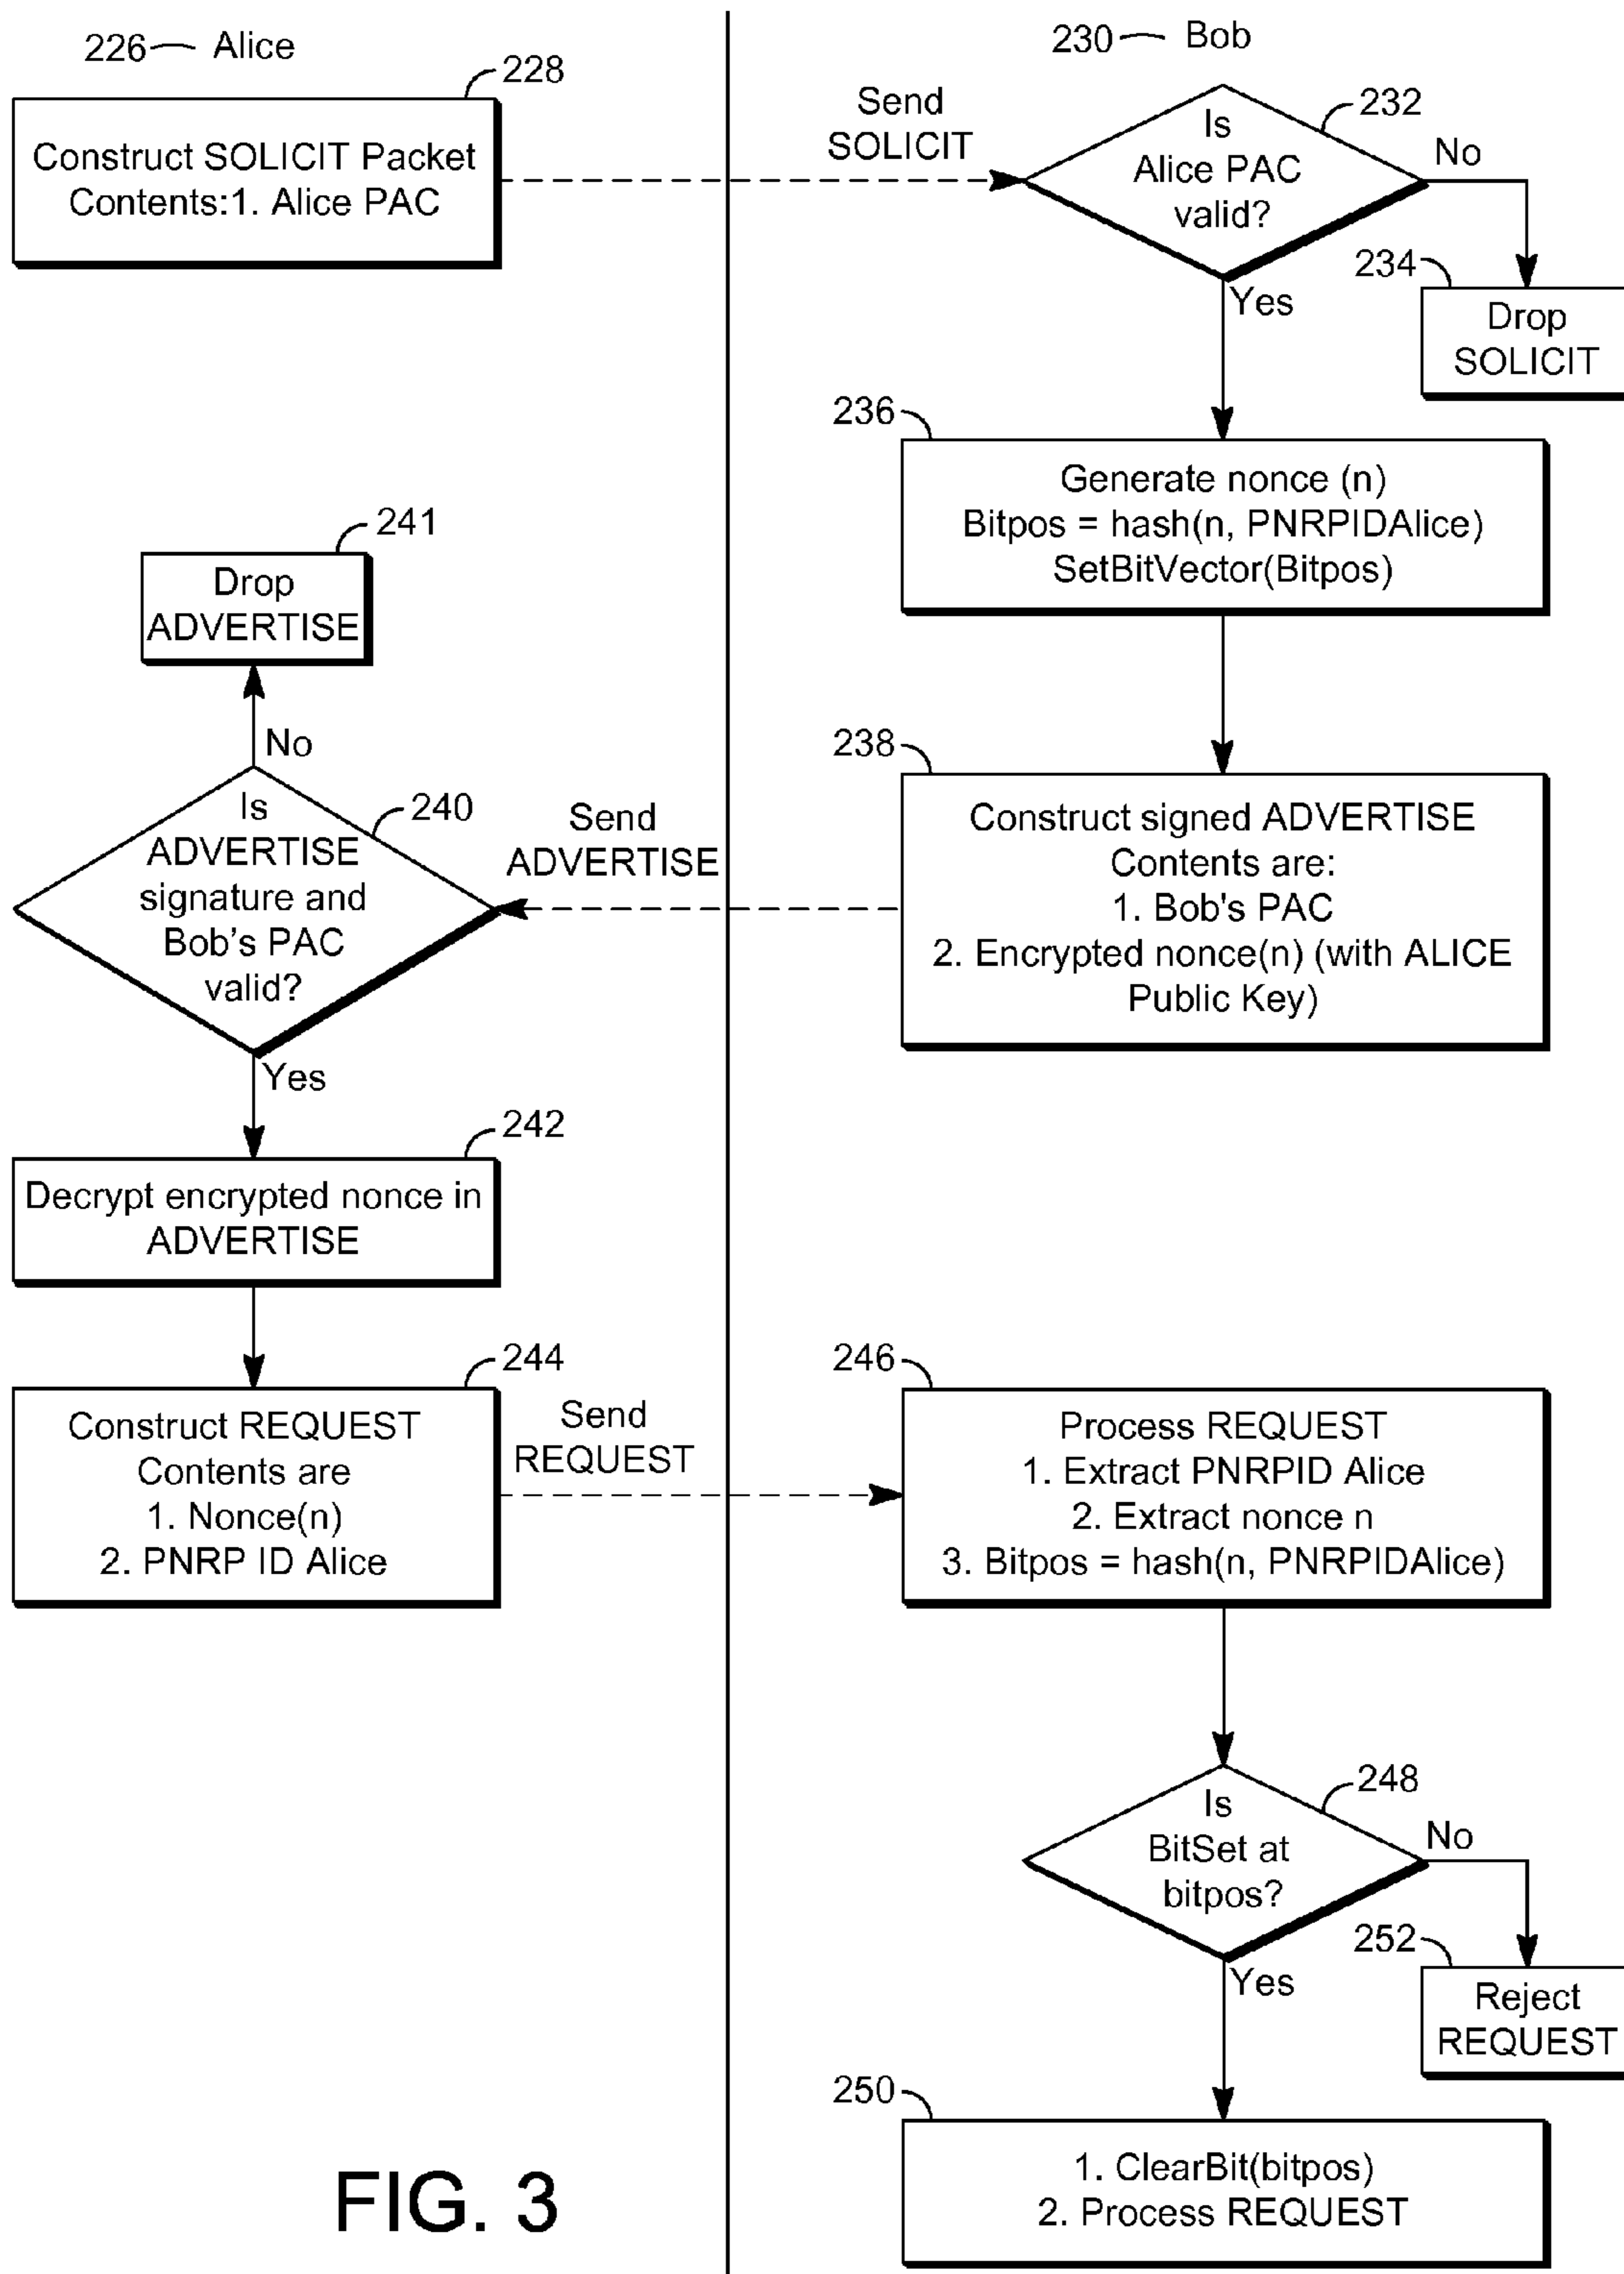 226 Alice
228
Construct SOLICIT Packet
Contents:1. Alice PAC
Send
SOLICIT
230 Bob
232
Is
Alice PAC
valid?
No
234
Drop
SOLICIT
Yes
236
Generate nonce (n)
Bitpos = hash(n, PNRPIDAlice)
SetBitVector(Bitpos)
238
Construct signed ADVERTISE
Contents are:
1. Bob's PAC
2. Encrypted nonce(n) (with ALICE
Public Key)
Send
ADVERTISE
241
Drop
ADVERTISE
No
240
Is
ADVERTISE
signature and
Bob's PAC
valid?
Yes
242
Decrypt encrypted nonce in
ADVERTISE
244
Construct REQUEST
Contents are
1. Nonce(n)
2. PNRP ID Alice
Send
REQUEST
246
Process REQUEST
1. Extract PNRPID Alice
2. Extract nonce n
3. Bitpos = hash(n, PNRPIDAlice)
248
Is
BitSet at
bitpos?
No
252
Reject
REQUEST
Yes
250
1. ClearBit(bitpos)
2. Process REQUEST
FIG. 3